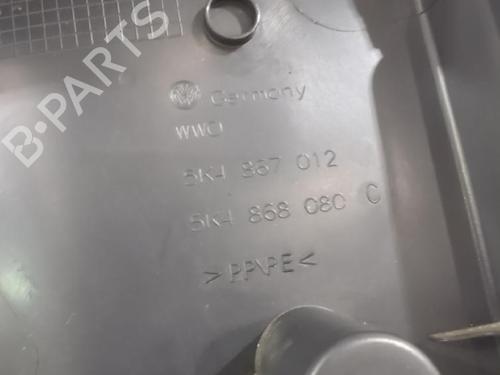 B-PARTS
Germany
WWO
5K4 867 012
5K4 868 080 C
>PP\PE<